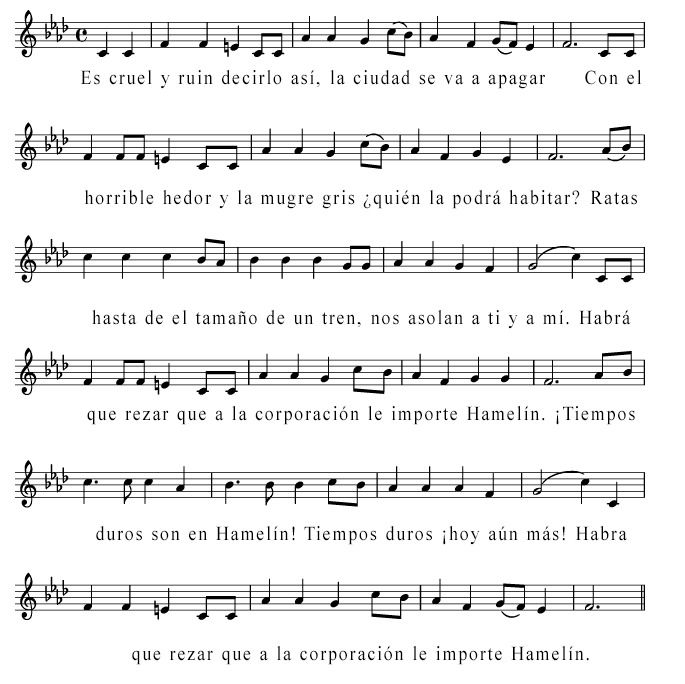 Es cruel y ruin decirlo así, la ciudad se va a apagar Con el
horrible hedor y la mugre gris ¿quién la podrá habitar? Ratas
hasta de el tamaño de un tren, nos asolan a ti y a mí. Habrá
que rezar que a la corporación le importe Hamelín. ¡Tiempos
duros son en Hamelín! Tiempos duros ¡hoy aún más! Habra
que rezar que a la corporación le importe Hamelín.